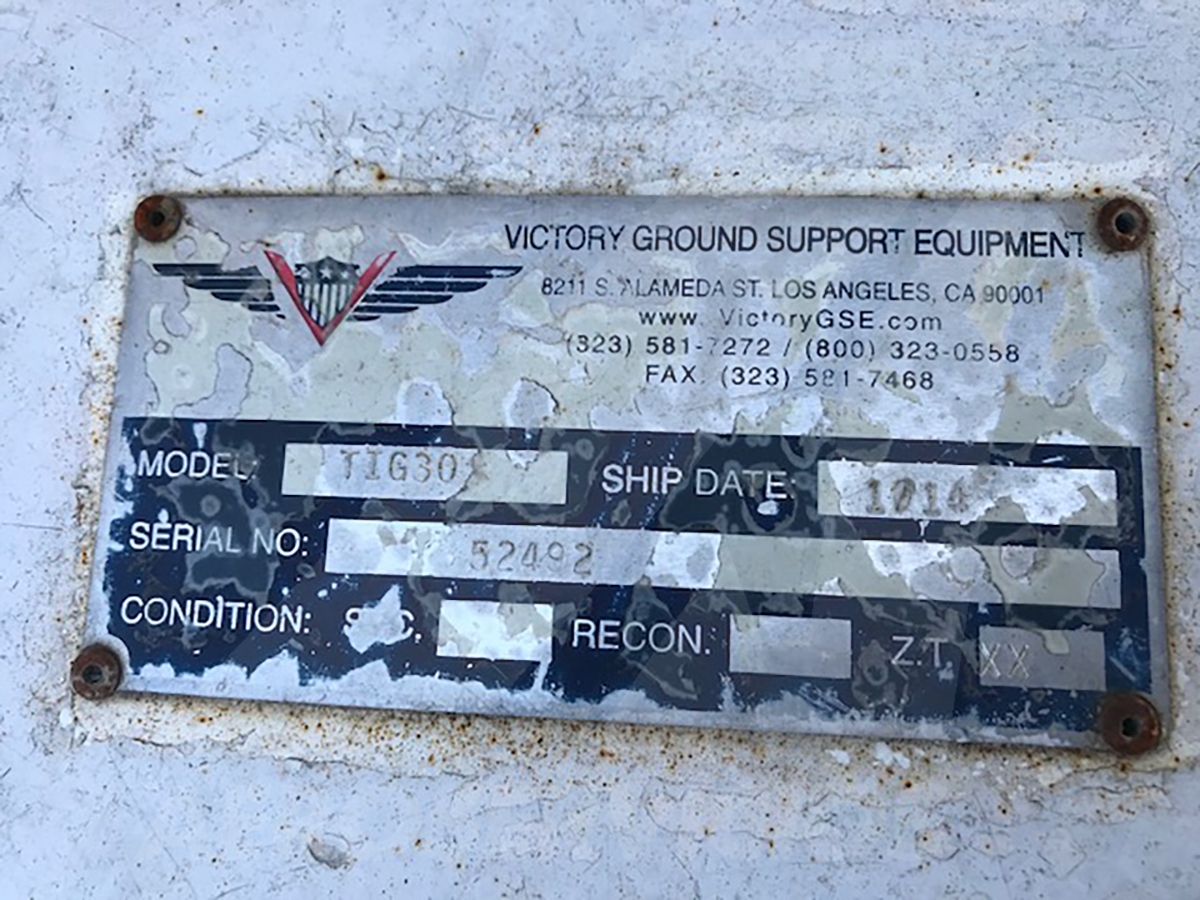 VICTORY GROUND SUPPORT EQUIPMENT
8211 S. ALAMEDA ST. LOS ANGELES, CA 90001
www. VictoryGSE.com
(323) 581-7272 / (800) 323-0558
FAX. (323) 581-7468
MODEL: TIG30 SHIP DATE: 1014
SERIAL NO: 52492
CONDITION: RECON. Z.T. XX